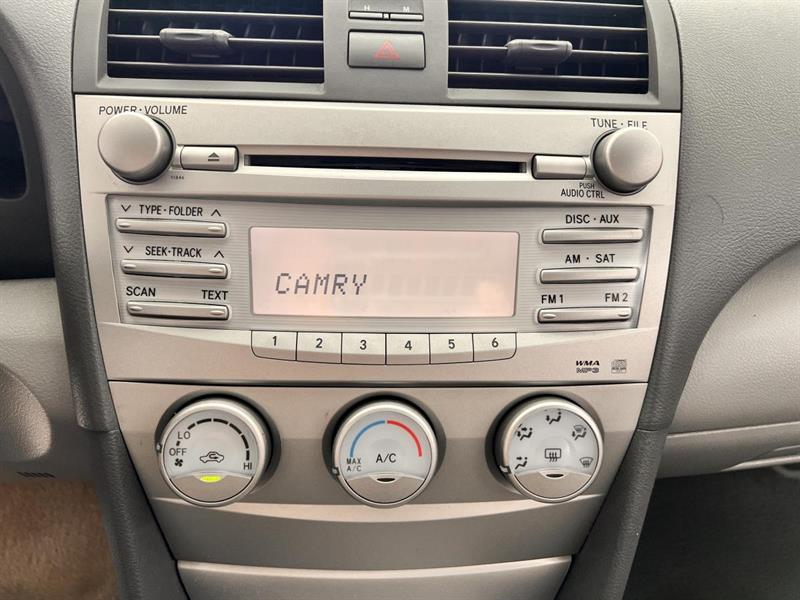 H M
POWER・VOLUME
TUNE・FILE
11846
PUSH
AUDIO CTRL
TYPE・FOLDER
DISC・AUX
SEEK・TRACK
AM・SAT
SCAN TEXT
FM1 FM2
CAMRY
1 2 3 4 5 6
WMA
MP3
LO
OFF
HI
MAX
A/C
A/C